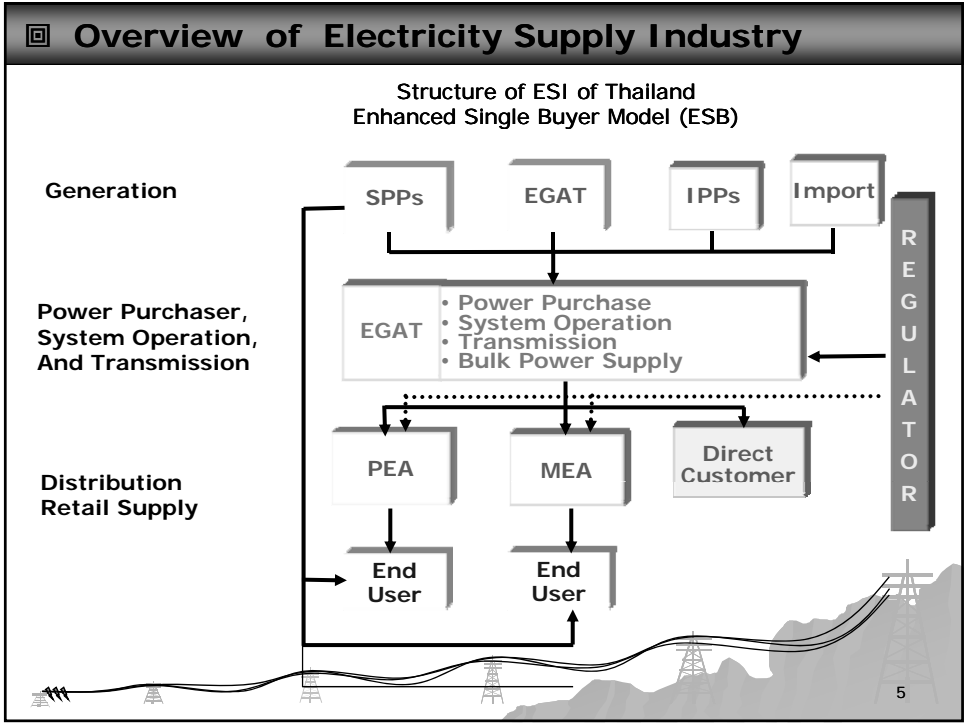 Overview of Electricity Supply Industry
Structure of ESI of Thailand
Enhanced Single Buyer Model (ESB)
Generation
SPPs
EGAT
IPPs
Import
REGULATOR
Power Purchaser,
System Operation,
And Transmission
EGAT
• Power Purchase
• System Operation
• Transmission
• Bulk Power Supply
Distribution
Retail Supply
PEA
MEA
Direct
Customer
End
User
End
User
5